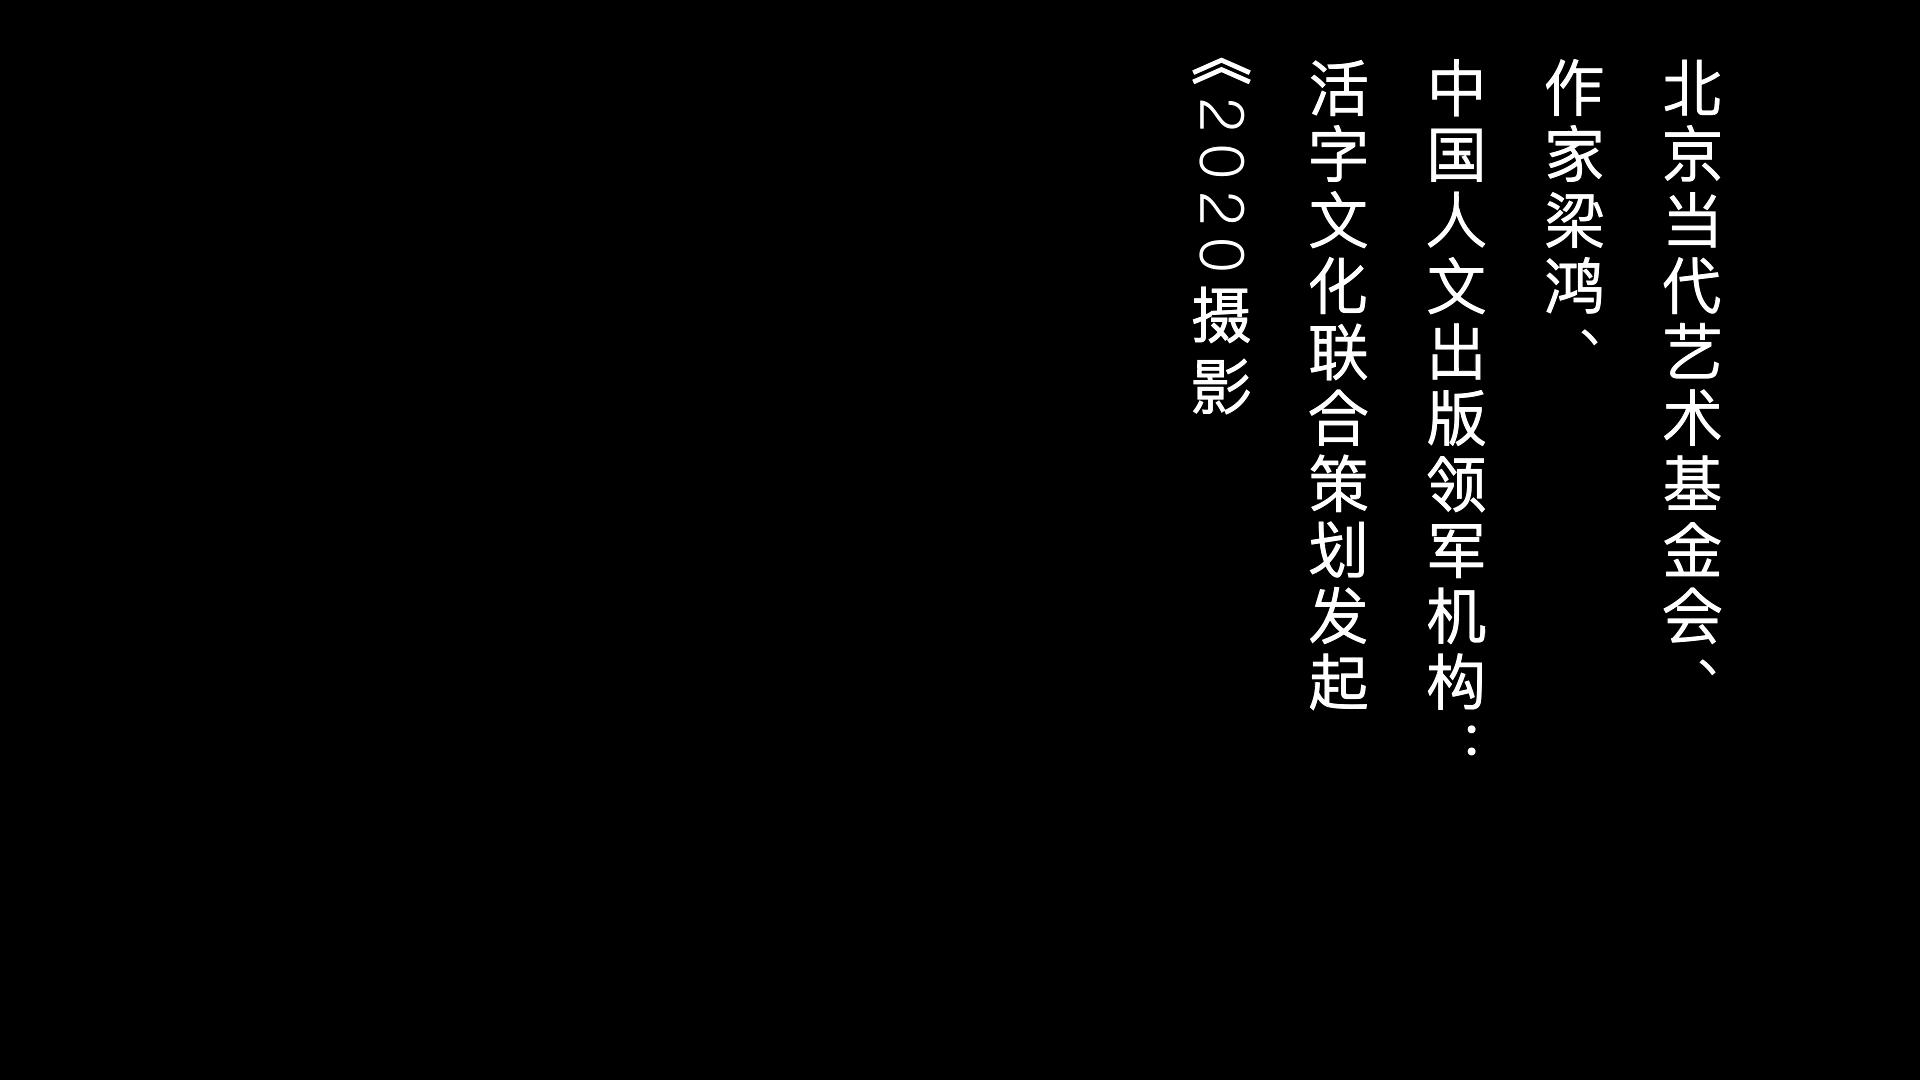 北京当代艺术基金会、
作家梁鸿、
中国人文出版领军机构：
活字文化联合策划发起
《2020摄影